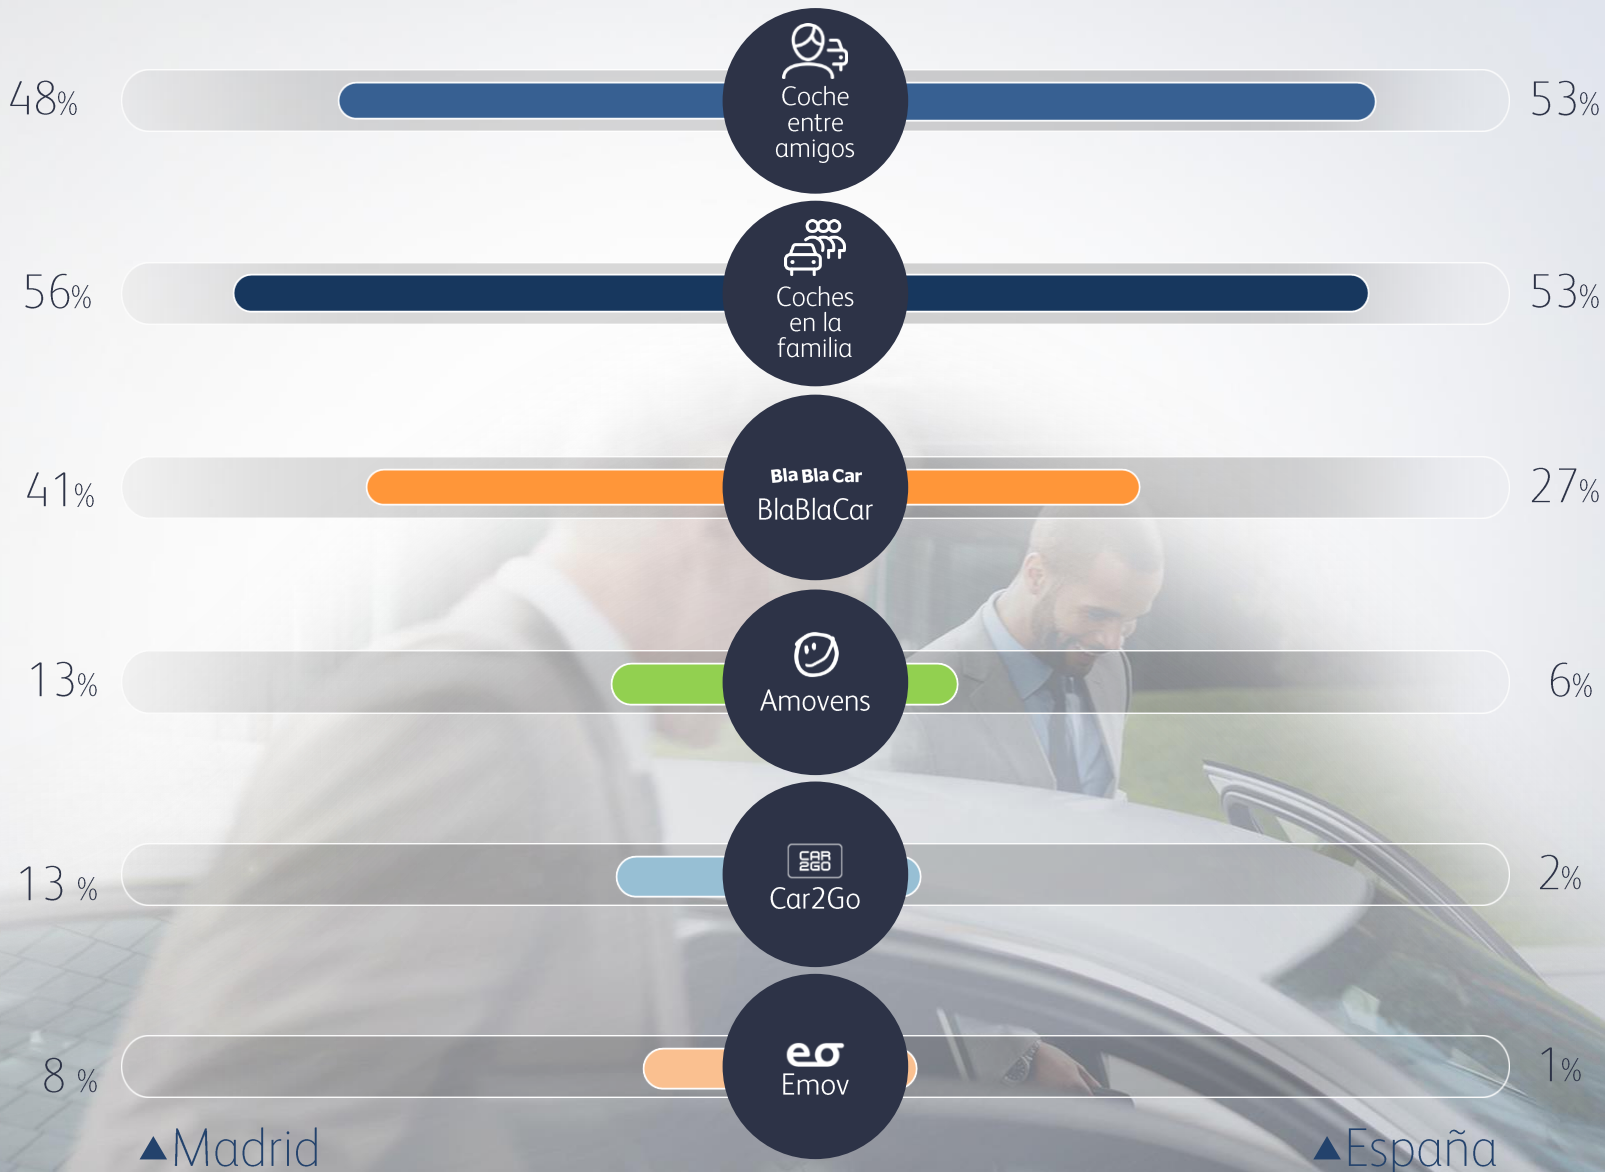 48%
Coche
entre
amigos
53%
56%
Coches
en la
familia
53%
41%
Bla Bla Car
BlaBlaCar
27%
13%
Amovens
6%
13 %
CAR
2GO
Car2Go
2%
8 %
eσ
Emov
1%
▲Madrid
▲España